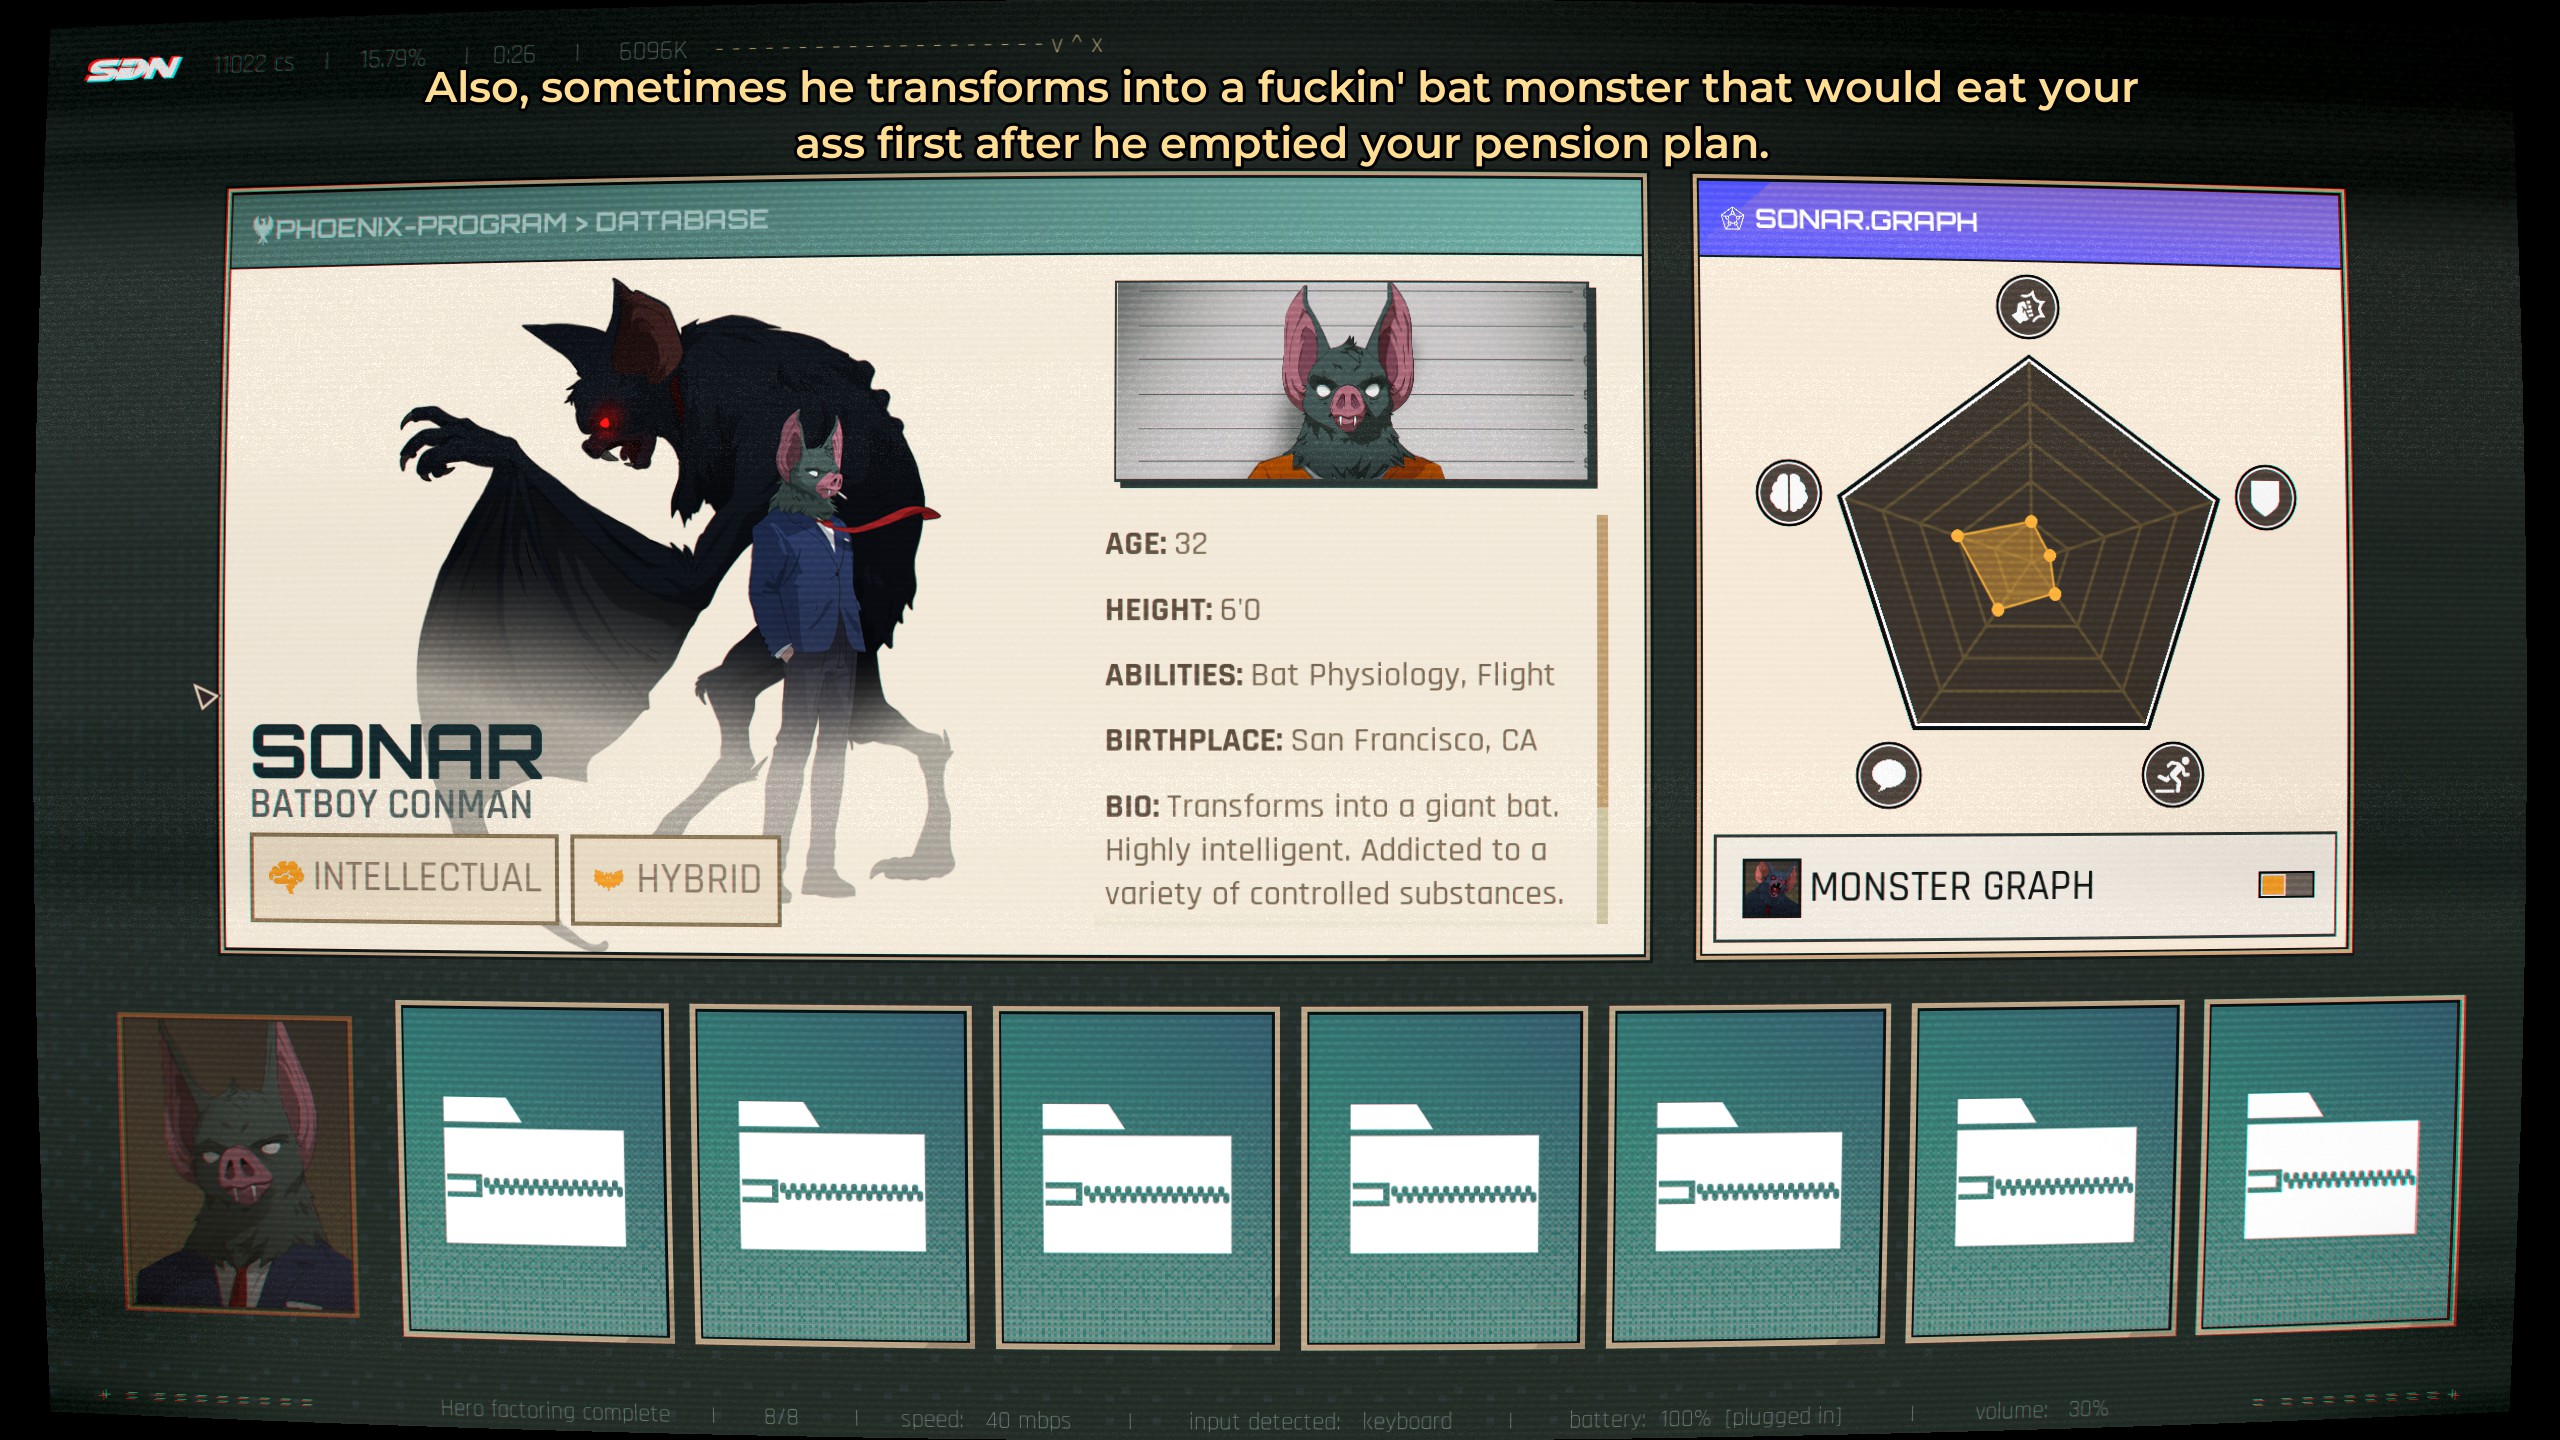 SDN 11022 cs | 15.79% | 0:26 | 6096K --------------------- v ^ x
Also, sometimes he transforms into a fuckin' bat monster that would eat your
ass first after he emptied your pension plan.
PHOENIX-PROGRAM > DATABASE
AGE: 32
HEIGHT: 6'0
ABILITIES: Bat Physiology, Flight
BIRTHPLACE: San Francisco, CA
BIO: Transforms into a giant bat.
Highly intelligent. Addicted to a
variety of controlled substances.
SONAR
BATBOY CONMAN
INTELLECTUAL
HYBRID
SONAR.GRAPH
MONSTER GRAPH
+ = = = = = = = = = Hero factoring complete | 8/8 | speed: 40 mbps | input detected: keyboard | battery: 100% [plugged in] | volume: 30% = = = = = = = = = +